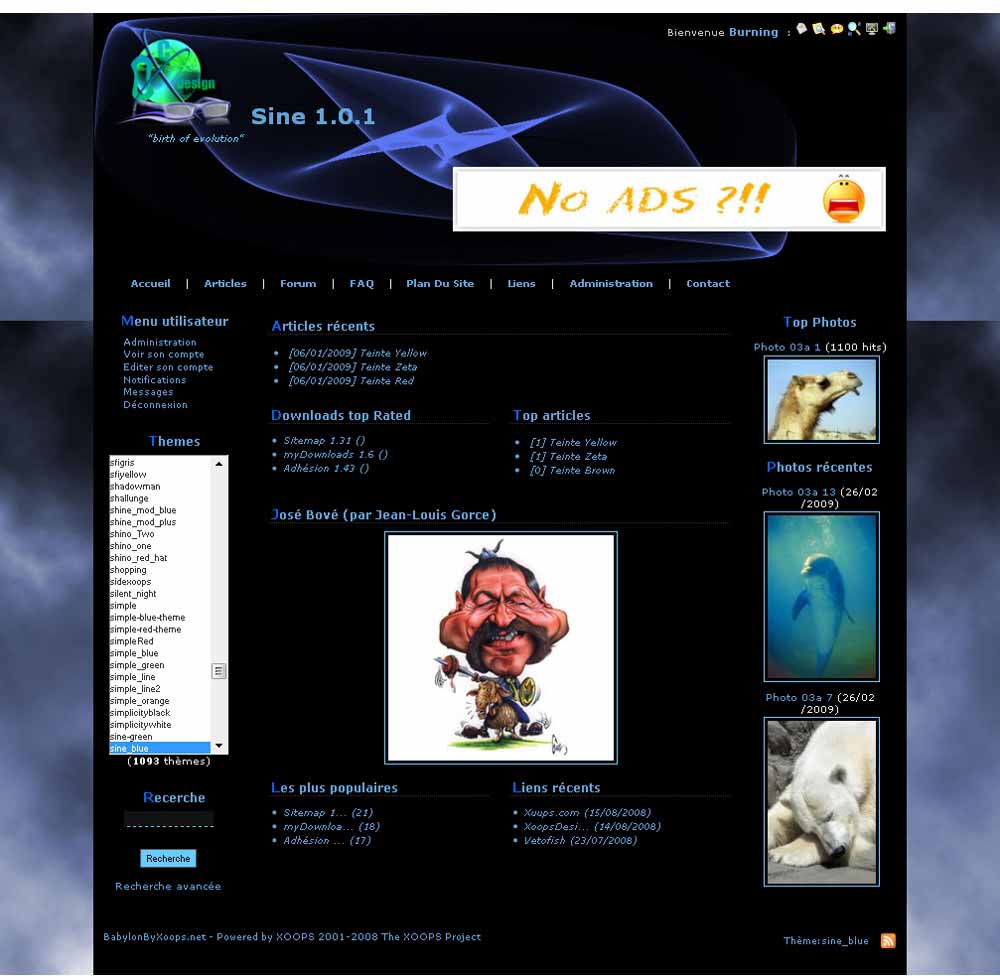 Bienvenue Burning :
Design
Sine 1.0.1
"birth of evolution"
No ADS ?!!
Accueil | Articles | Forum | FAQ | Plan Du Site | Liens | Administration | Contact
Menu utilisateur
Administration
Voir son compte
Editer son compte
Notifications
Messages
Déconnexion
Themes
sfigris
sfiyellow
shadowman
shallunge
shine_mod_blue
shine_mod_plus
shino_Two
shino_one
shino_red_hat
shopping
sidexoops
silent_night
simple
simple-blue-theme
simple-red-theme
simpleRed
simple_blue
simple_green
simple_line
simple_line2
simple_orange
simplicityblack
simplicitywhite
sine-green
sine_blue
(1093 thèmes)
Recerche
Recherche
Recherche avancée
Articles récents
[06/01/2009] Teinte Yellow
[06/01/2009] Teinte Zeta
[06/01/2009] Teinte Red
Downloads top Rated
Sitemap 1.31 ()
myDownloads 1.6 ()
Adhésion 1.43 ()
Top articles
[1] Teinte Yellow
[1] Teinte Zeta
[0] Teinte Brown
José Bové (par Jean-Louis Gorce)
Les plus populaires
Sitemap 1... (21)
myDownloa... (18)
Adhésion ... (17)
Liens récents
Xuups.com (15/08/2008)
XoopsDesi... (14/08/2008)
Vetofish (23/07/2008)
Top Photos
Photo 03a 1 (1100 hits)
Photos récentes
Photo 03a 13 (26/02
/2009)
Photo 03a 7 (26/02
/2009)
BabylonByXoops.net - Powered by XOOPS 2001-2008 The XOOPS Project
Thème:sine_blue